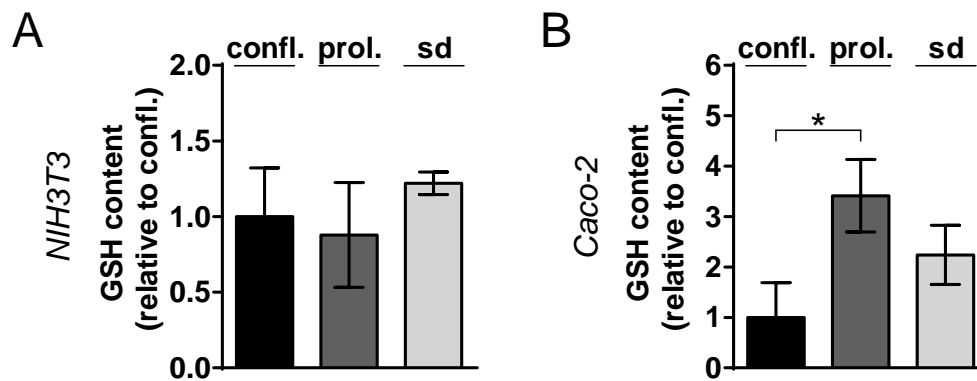 A
confl. prol. sd
NIH3T3
GSH content
(relative to confl.)
2.0
1.5
1.0
0.5
0.0
B
confl. prol. sd
Caco-2
GSH content
(relative to confl.)
6
5
4
3
2
1
0
*